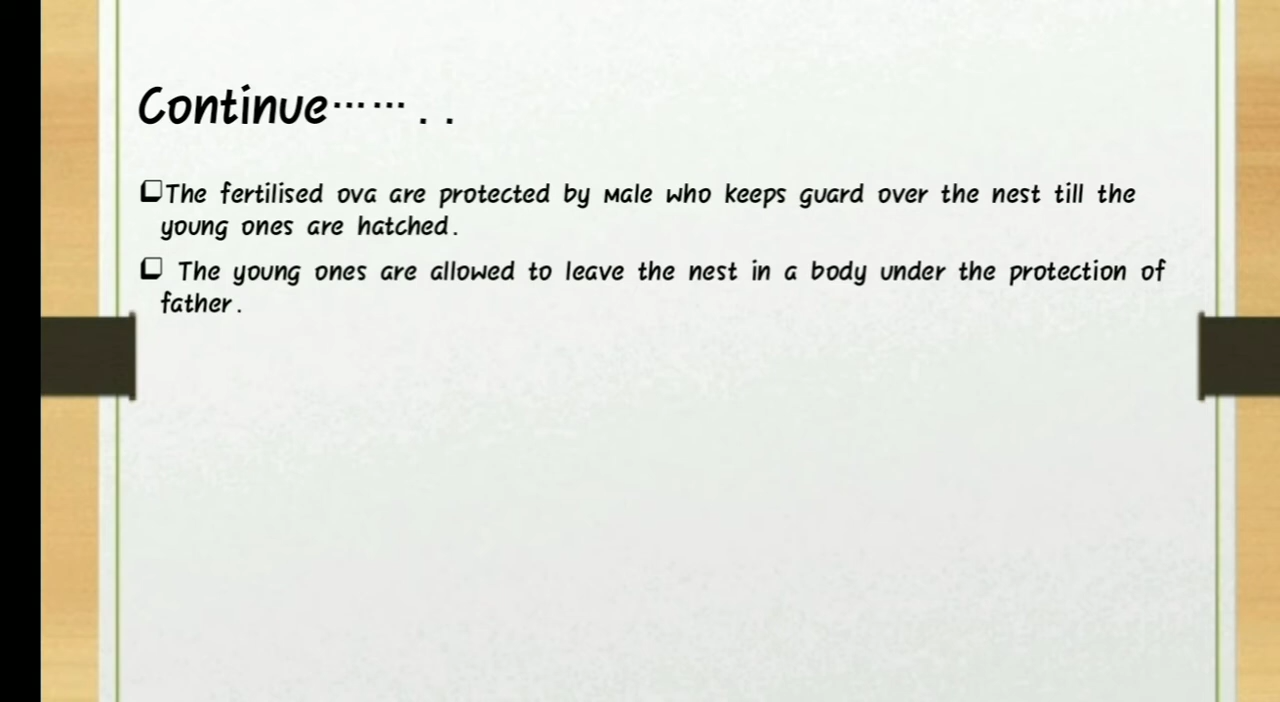 Continue……..
❑The fertilised ova are protected by male who keeps guard over the nest till the
young ones are hatched.
❑ The young ones are allowed to leave the nest in a body under the protection of
father.